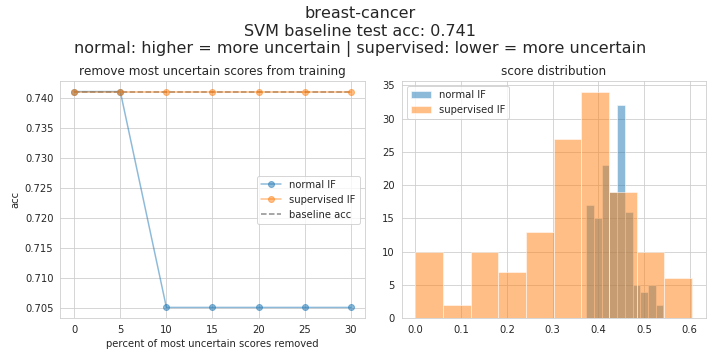 breast-cancer
SVM baseline test acc: 0.741
normal: higher = more uncertain | supervised: lower = more uncertain
remove most uncertain scores from training
acc
0.740
0.735
0.730
0.725
0.720
0.715
0.710
0.705
0
5
10
15
20
25
30
percent of most uncertain scores removed
normal IF
supervised IF
baseline acc
score distribution
normal IF
supervised IF
35
30
25
20
15
10
5
0
0.0
0.1
0.2
0.3
0.4
0.5
0.6